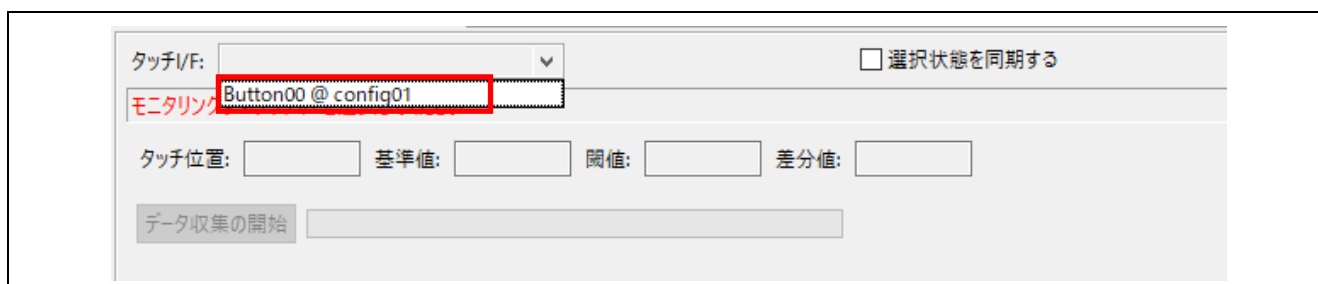 タッチI/F:
選択状態を同期する
Button00 @ config01
モニタリング
タッチ位置: 基準値: 閾値: 差分値:
データ収集の開始